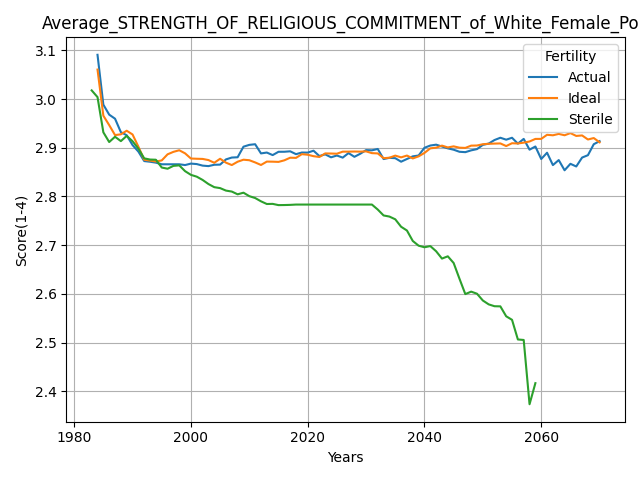 Average_STRENGTH_OF_RELIGIOUS_COMMITMENT_of_White_Female_Po
Fertility
Actual
Ideal
Sterile
Score(1-4)
3.1
3.0
2.9
2.8
2.7
2.6
2.5
2.4
1980 2000 2020 2040 2060
Years